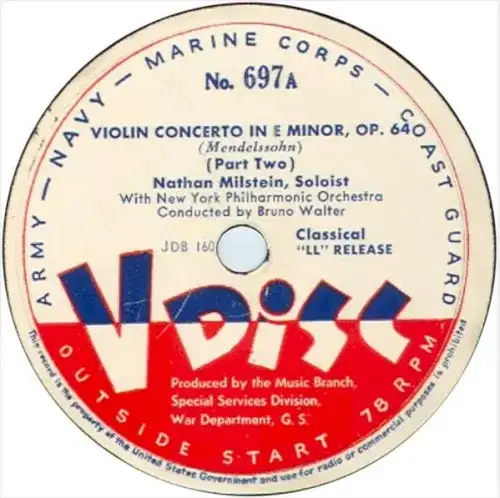 ARMY — NAVY — MARINE CORPS — COAST GUARD
No. 697A
VIOLIN CONCERTO IN E MINOR, OP. 64
(Mendelssohn)
(Part Two)
Nathan Milstein, Soloist
With New York Philharmonic Orchestra
Conducted by Bruno Walter
JDB 160
Classical
"LL" RELEASE
V DISC
Produced by the Music Branch,
Special Services Division,
War Department, G. S.
OUTSIDE START 78 RPM
This record is the property of the United States Government and use for radio or commercial purposes is prohibited